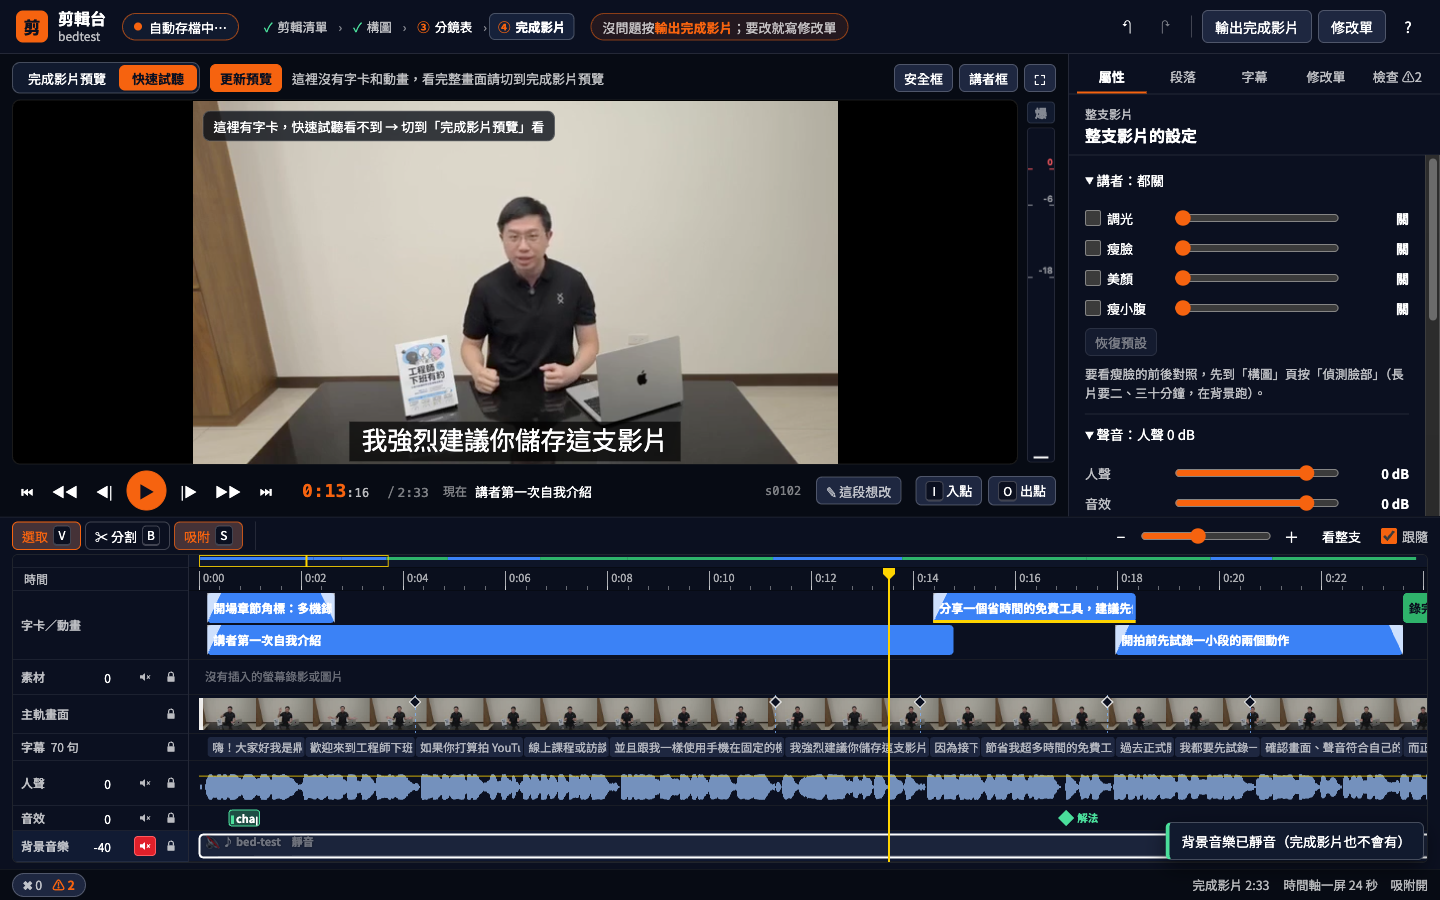 剪 剪輯台 bedtest
自動存檔中…
✓ 剪輯清單 › ✓ 構圖 › ③ 分鏡表 › ④ 完成影片
沒問題按輸出完成影片；要改就寫修改單
輸出完成影片 修改單 ?
完成影片預覽 快速試聽 更新預覽 這裡沒有字卡和動畫，看完整畫面請切到完成影片預覽
安全框 講者框
這裡有字卡，快速試聽看不到 → 切到「完成影片預覽」看
工程師
下班有約
我強烈建議你儲存這支影片
爆
0
-6
-18
0:13:16 / 2:33 現在 講者第一次自我介紹
s0102 ✎ 這段想改 I 入點 O 出點
屬性 段落 字幕 修改單 檢查 ⚠2
整支影片
整支影片的設定
▾ 講者：都關
調光 關
瘦臉 關
美顏 關
瘦小腹 關
恢復預設
要看瘦臉的前後對照，先到「構圖」頁按「偵測臉部」（長
片要二、三十分鐘，在背景跑）。
▾ 聲音：人聲 0 dB
人聲 0 dB
音效 0 dB
選取 V ✂ 分割 B 吸附 S
− + 看整支 跟隨
時間 0:00 0:02 0:04 0:06 0:08 0:10 0:12 0:14 0:16 0:18 0:20 0:22
字卡／動畫
開場章節角標：多機錄 分享一個省時間的免費工具，建議先 錄完
講者第一次自我介紹 開拍前先試錄一小段的兩個動作
素材 0 沒有插入的螢幕錄影或圖片
主軌畫面
字幕 70 句 嗨！大家好我是鼎 歡迎來到工程師下班 如果你打算拍 YouTu 線上課程或訪談 並且跟我一樣使用手機在固定的機 我強烈建議你儲存這支影片 因為接下 節省我超多時間的免費工 過去正式開 我都要先試錄一 確認畫面、聲音符合自己的 而正
人聲 0
音效 0 chap 解法
背景音樂 -40 ♪ bed-test 靜音
背景音樂已靜音（完成影片也不會有）
✖ 0 ⚠ 2
完成影片 2:33 時間軸一屏 24 秒 吸附開